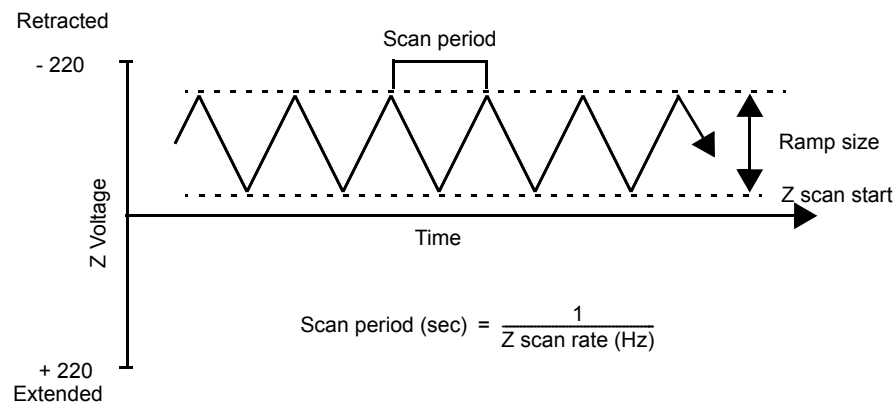 Retracted
- 220
Scan period
Ramp size
Z scan start
Z Voltage
Time
Scan period (sec) = 1
Z scan rate (Hz)
+ 220
Extended